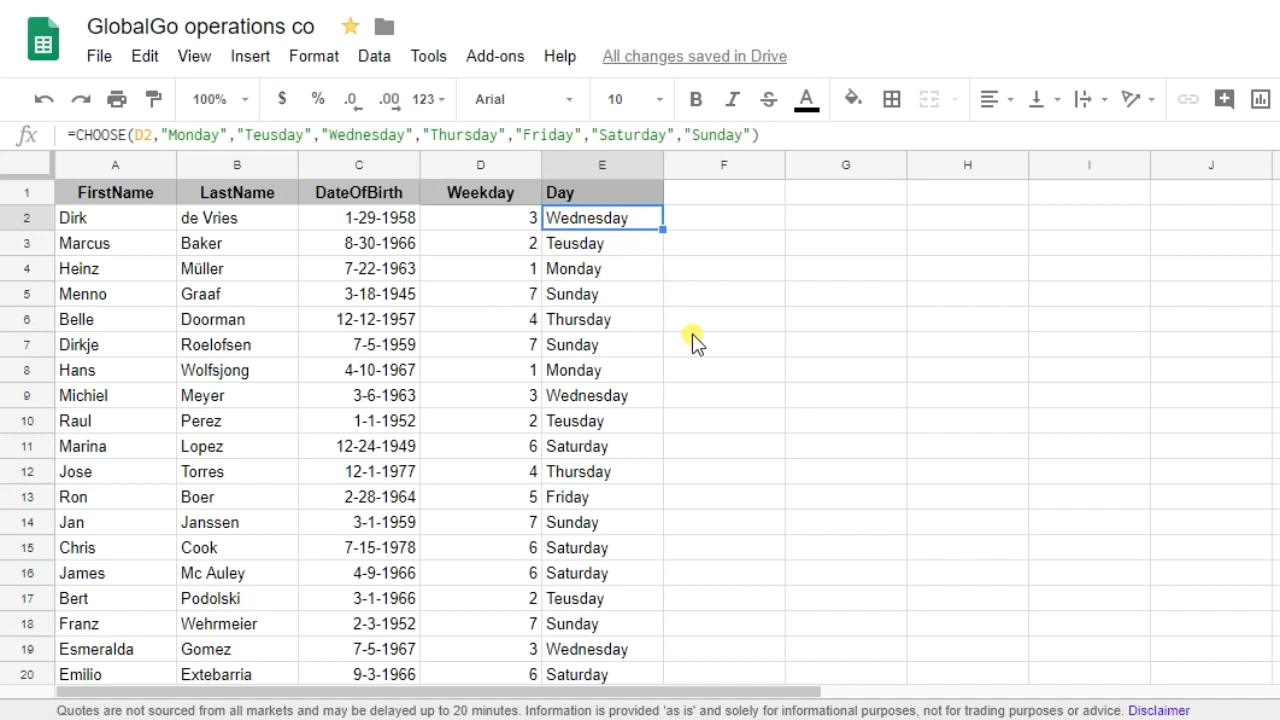 GlobalGo operations co
File Edit View Insert Format Data Tools Add-ons Help All changes saved in Drive
100% $ % .0 .00 123 Arial 10 B I S A
fx =CHOOSE(D2,"Monday","Teusday","Wednesday","Thursday","Friday","Saturday","Sunday")
A B C D E F G H I J
1 FirstName LastName DateOfBirth Weekday Day
2 Dirk de Vries 1-29-1958 3 Wednesday
3 Marcus Baker 8-30-1966 2 Teusday
4 Heinz Müller 7-22-1963 1 Monday
5 Menno Graaf 3-18-1945 7 Sunday
6 Belle Doorman 12-12-1957 4 Thursday
7 Dirkje Roelofsen 7-5-1959 7 Sunday
8 Hans Wolfsjong 4-10-1967 1 Monday
9 Michiel Meyer 3-6-1963 3 Wednesday
10 Raul Perez 1-1-1952 2 Teusday
11 Marina Lopez 12-24-1949 6 Saturday
12 Jose Torres 12-1-1977 4 Thursday
13 Ron Boer 2-28-1964 5 Friday
14 Jan Janssen 3-1-1959 7 Sunday
15 Chris Cook 7-15-1978 6 Saturday
16 James Mc Auley 4-9-1966 6 Saturday
17 Bert Podolski 3-1-1966 2 Teusday
18 Franz Wehrmeier 2-3-1952 7 Sunday
19 Esmeralda Gomez 7-5-1967 3 Wednesday
20 Emilio Extebarria 9-3-1966 6 Saturday
Quotes are not sourced from all markets and may be delayed up to 20 minutes. Information is provided 'as is' and solely for informational purposes, not for trading purposes or advice. Disclaimer